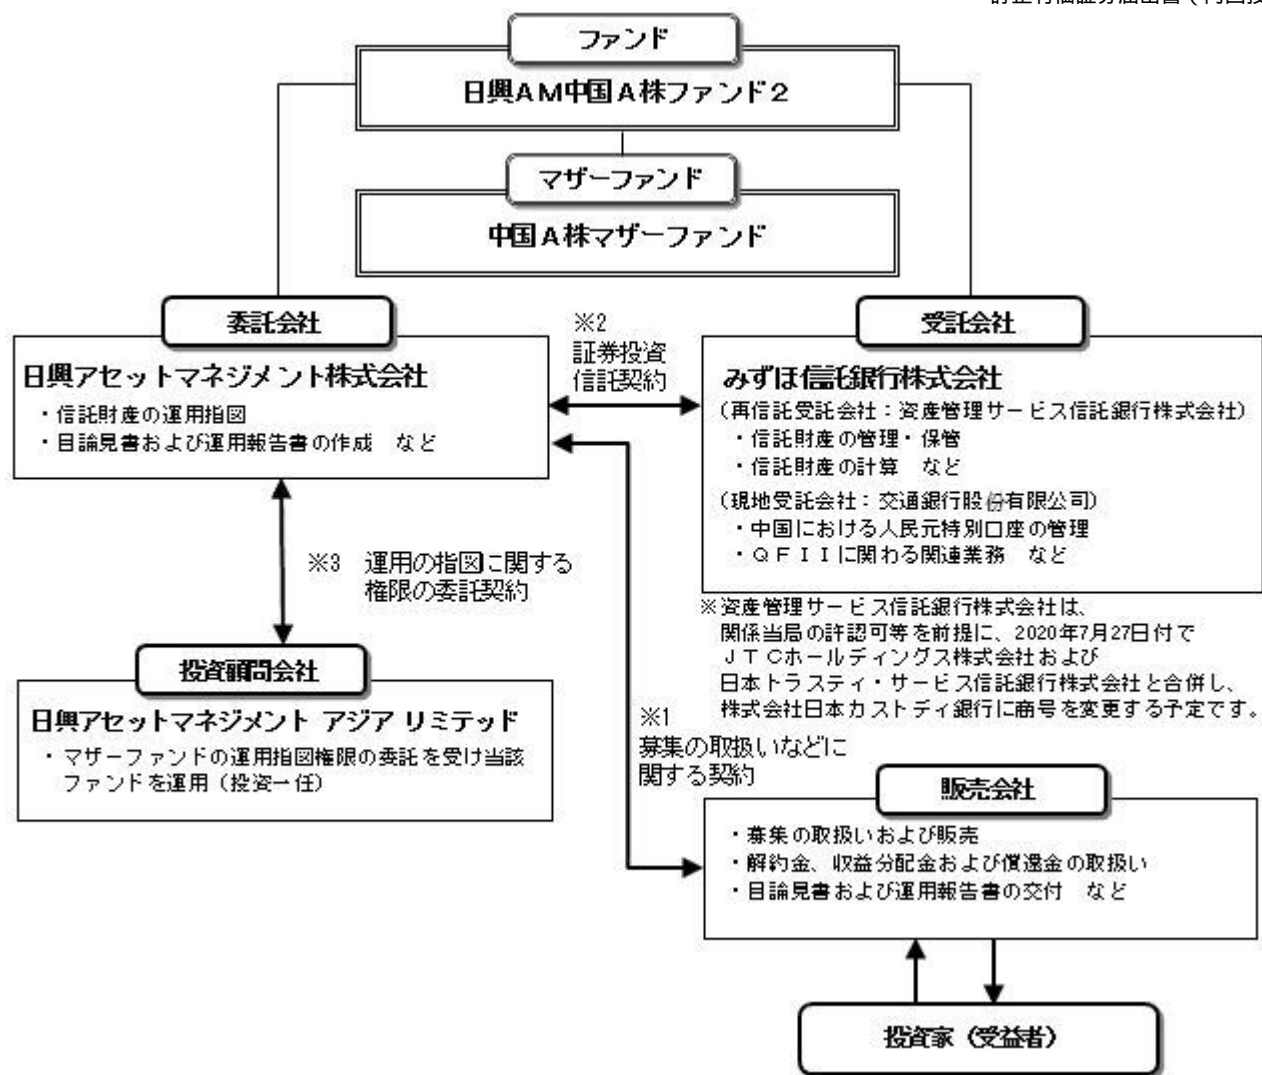 ファンド
日興AM中国A株ファンド2
マザーファンド
中国A株マザーファンド
委託会社
日興アセットマネジメント株式会社
・信託財産の運用指図
・目論見書および運用報告書の作成 など
※2
証券投資
信託契約
受託会社
みずほ信託銀行株式会社
(再信託受託会社:資産管理サービス信託銀行株式会社)
・信託財産の管理・保管
・信託財産の計算 など
(現地受託会社:交通銀行股份有限公司)
・中国における人民元特別口座の管理
・QFIIに関わる関連業務 など
※資産管理サービス信託銀行株式会社は、
関係当局の許認可等を前提に、2020年7月27日付で
JTCホールディングス株式会社および
日本トラスティ・サービス信託銀行株式会社と合併し、
株式会社日本カストディ銀行に商号を変更する予定です。
※3 運用の指図に関する
権限の委託契約
投資顧問会社
日興アセットマネジメント アジア リミテッド
・マザーファンドの運用指図権限の委託を受け当該
ファンドを運用(投資一任)
※1
募集の取扱いなどに
関する契約
販売会社
・募集の取扱いおよび販売
・解約金、収益分配金および償還金の取扱い
・目論見書および運用報告書の交付 など
投資家(受益者)